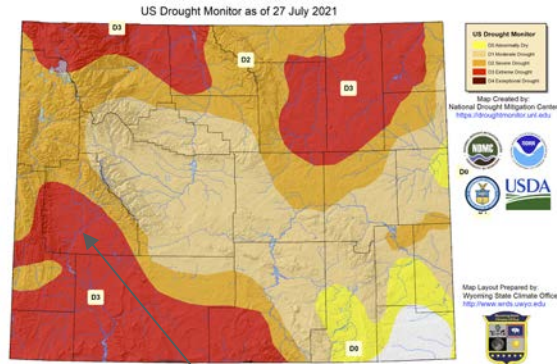 US Drought Monitor as of 27 July 2021
D3
D2
D3
D3
D0
US Drought Monitor
D0 Abnormally Dry
D1 Moderate Drought
D2 Severe Drought
D3 Extreme Drought
D4 Exceptional Drought
Map Created by:
National Drought Mitigation Center
https://droughtmonitor.unl.edu
NDMC
NOAA
D0
USDA
Map Layout Prepared by:
Wyoming State Climate Office
http://www.wrds.uwyo.edu